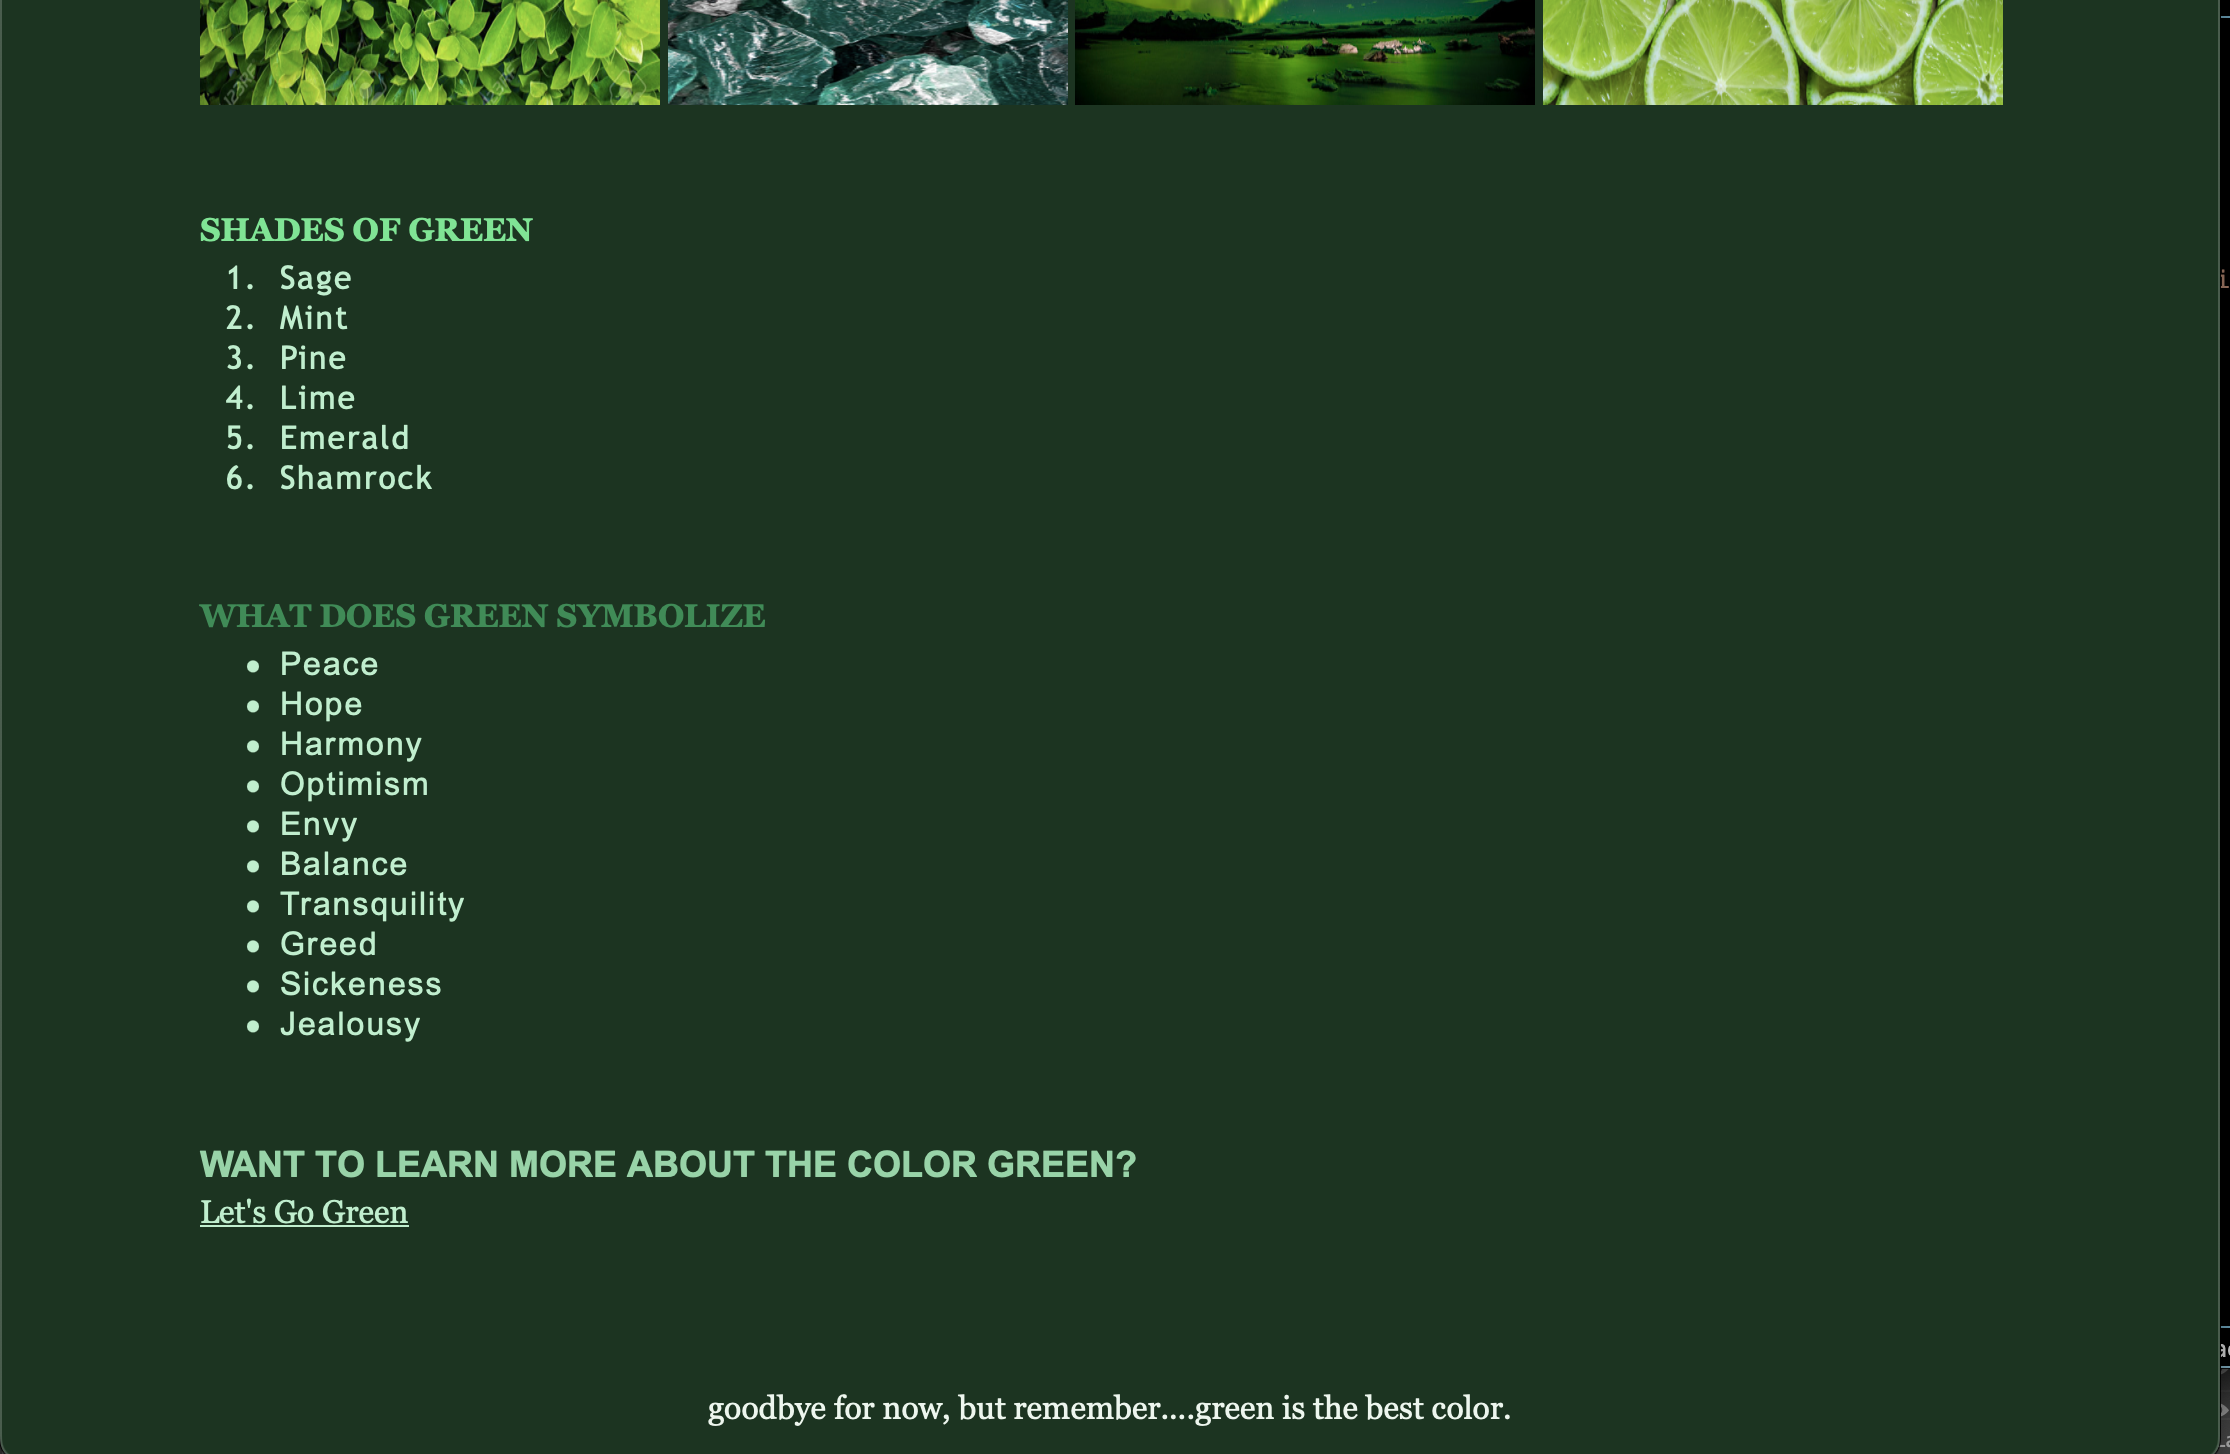 SHADES OF GREEN
1. Sage
2. Mint
3. Pine
4. Lime
5. Emerald
6. Shamrock
WHAT DOES GREEN SYMBOLIZE
• Peace
• Hope
• Harmony
• Optimism
• Envy
• Balance
• Transquility
• Greed
• Sickeness
• Jealousy
WANT TO LEARN MORE ABOUT THE COLOR GREEN?
Let's Go Green
goodbye for now, but remember....green is the best color.